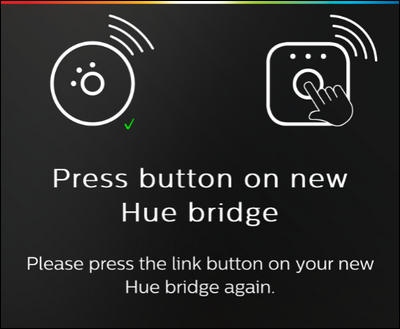 Press button on new
Hue bridge
Please press the link button on your new
Hue bridge again.